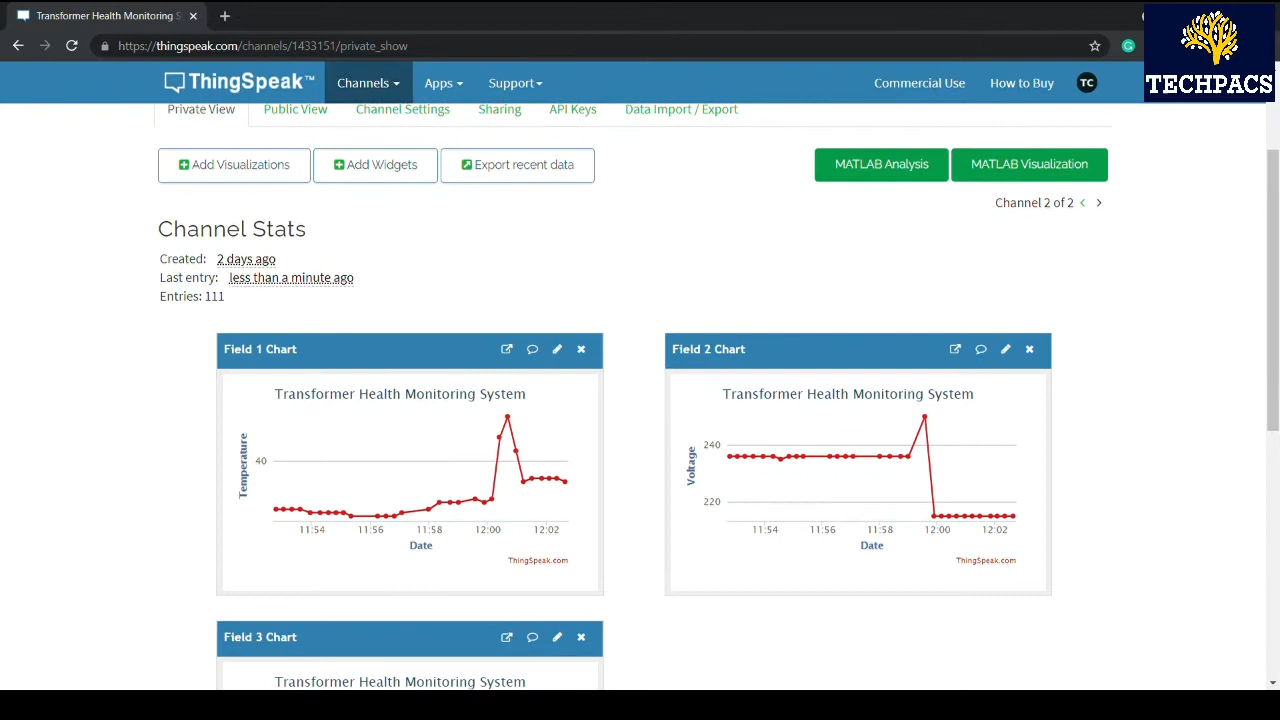 Transformer Health Monitoring S
https://thingspeak.com/channels/1433151/private_show
TECHPACS
ThingSpeak™ Channels Apps Support Commercial Use How to Buy TC
Private View Public View Channel Settings Sharing API Keys Data Import / Export
Add Visualizations Add Widgets Export recent data MATLAB Analysis MATLAB Visualization
Channel 2 of 2
Channel Stats
Created: 2 days ago
Last entry: less than a minute ago
Entries: 111
Field 1 Chart
Transformer Health Monitoring System
Temperature
40
11:54 11:56 11:58 12:00 12:02
Date
ThingSpeak.com
Field 2 Chart
Transformer Health Monitoring System
Voltage
240
220
11:54 11:56 11:58 12:00 12:02
Date
ThingSpeak.com
Field 3 Chart
Transformer Health Monitoring System